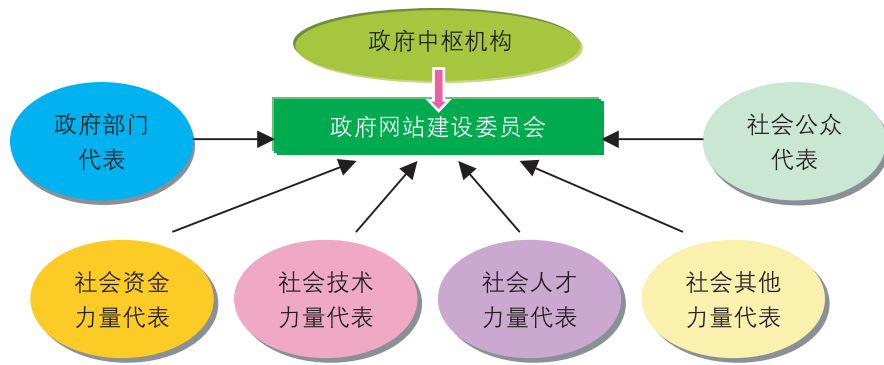 政府中枢机构
政府网站建设委员会
政府部门
代表
社会公众
代表
社会资金
力量代表
社会技术
力量代表
社会人才
力量代表
社会其他
力量代表